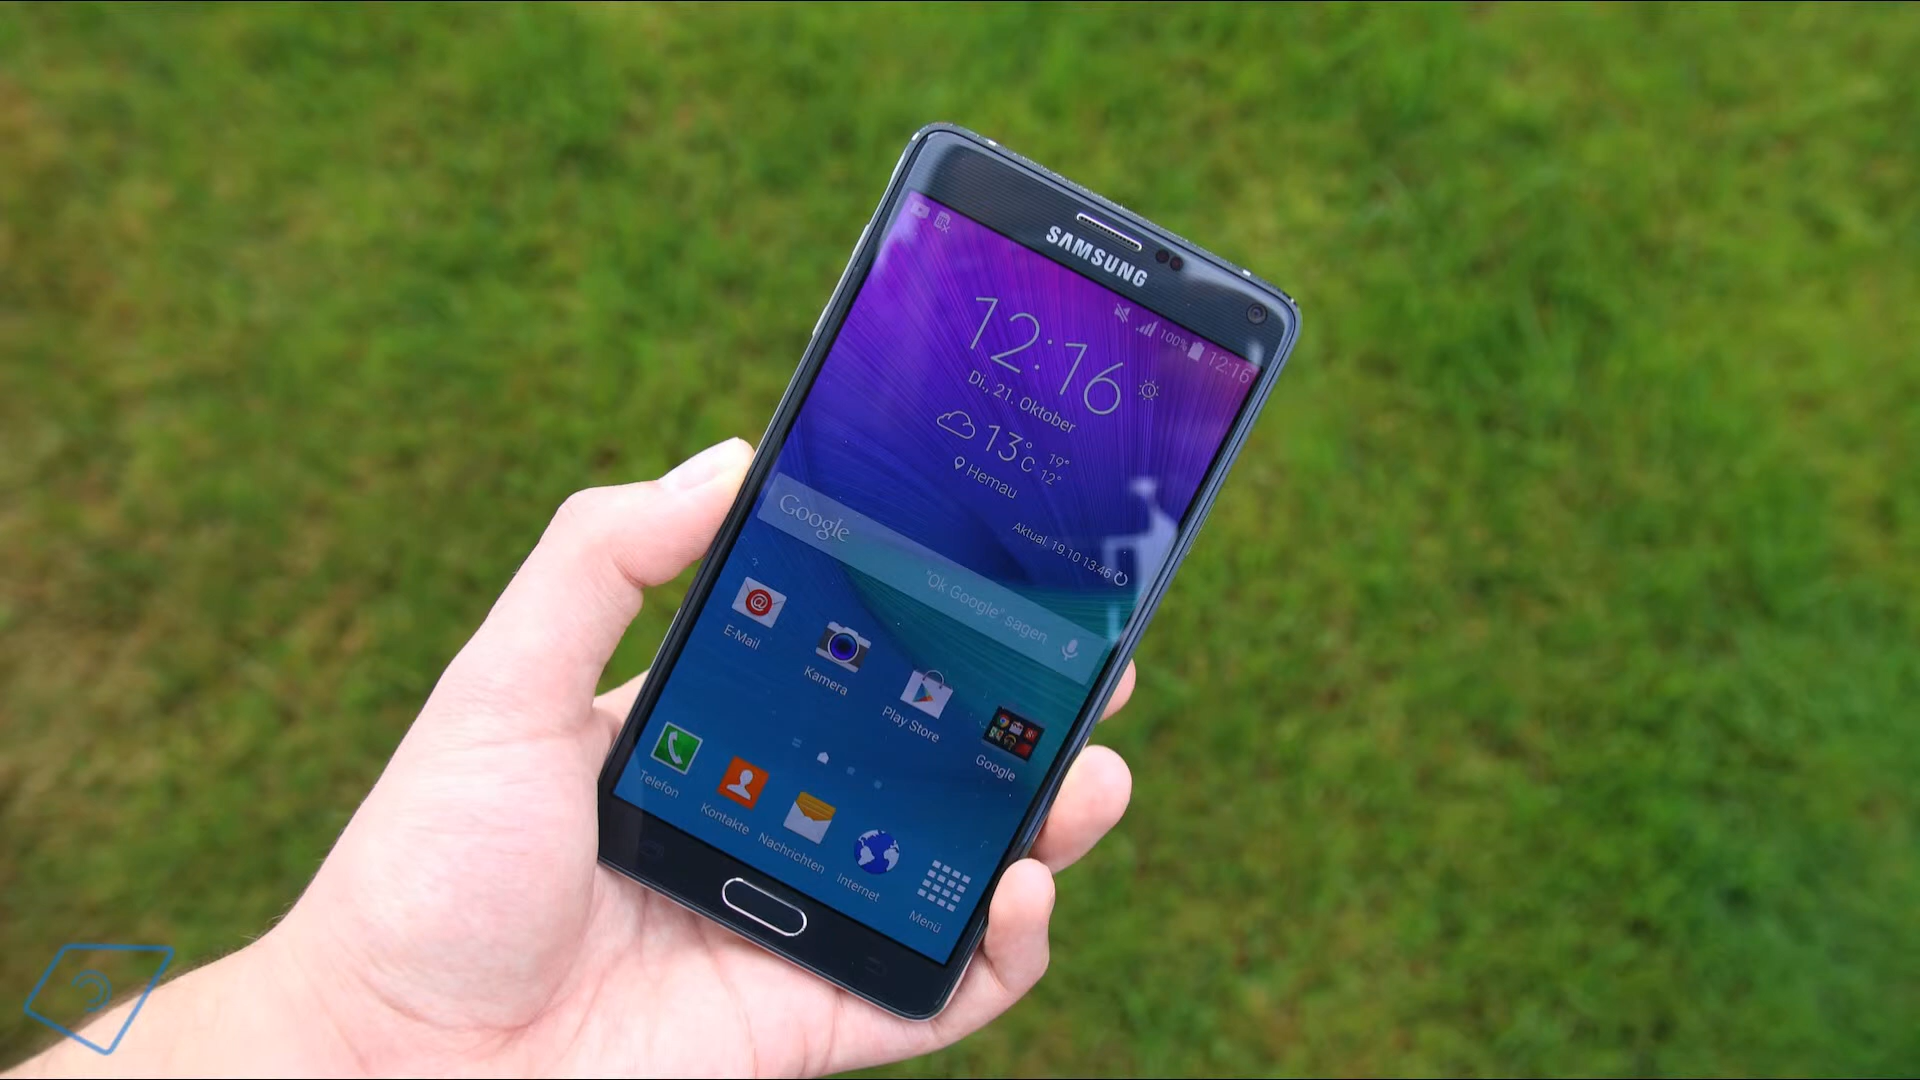 SAMSUNG
100% 12:16
12:16
Di., 21. Oktober
13°C 19° 12°
Hemau
Aktual. 19.10 13:46
Google
"Ok Google" sagen
E-Mail
Kamera
Play Store
Google
Telefon
Kontakte
Nachrichten
Internet
Menü